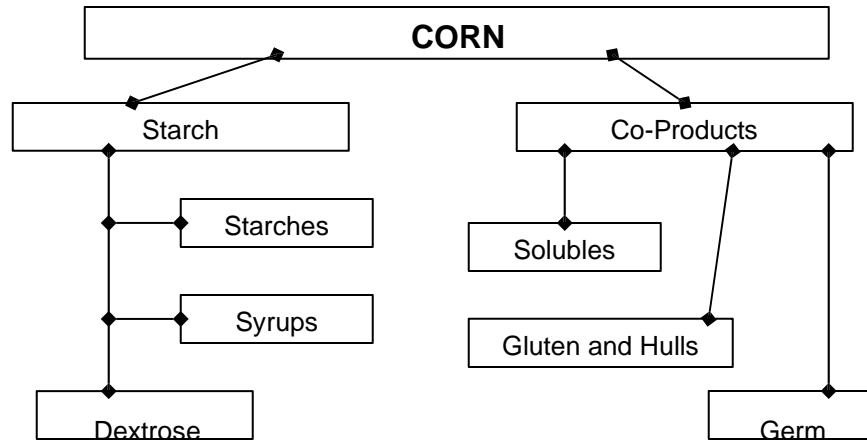 CORN
Starch
Co-Products
Starches
Solubles
Syrups
Gluten and Hulls
Dextrose
Germ